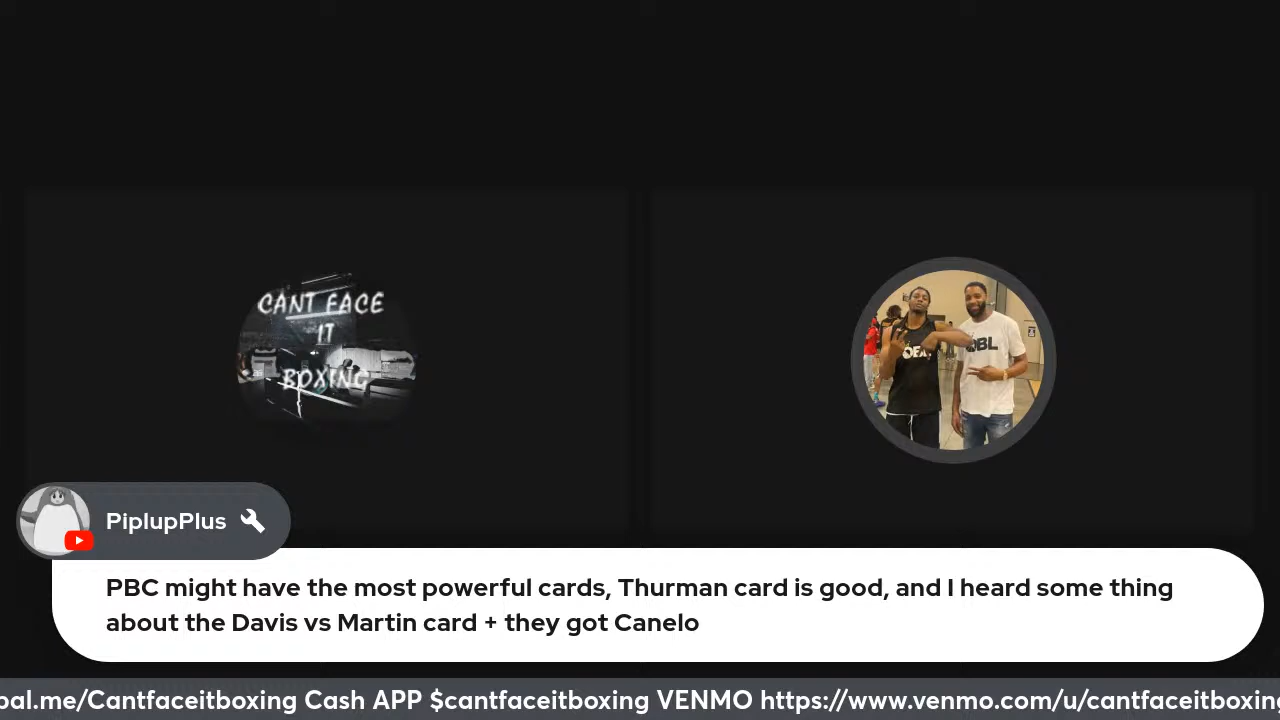 CANT FACE
IT
BOXING
QBL
PiplupPlus
PBC might have the most powerful cards, Thurman card is good, and I heard some thing
about the Davis vs Martin card + they got Canelo
pal.me/Cantfaceitboxing Cash APP $cantfaceitboxing VENMO https://www.venmo.com/u/cantfaceitboxing